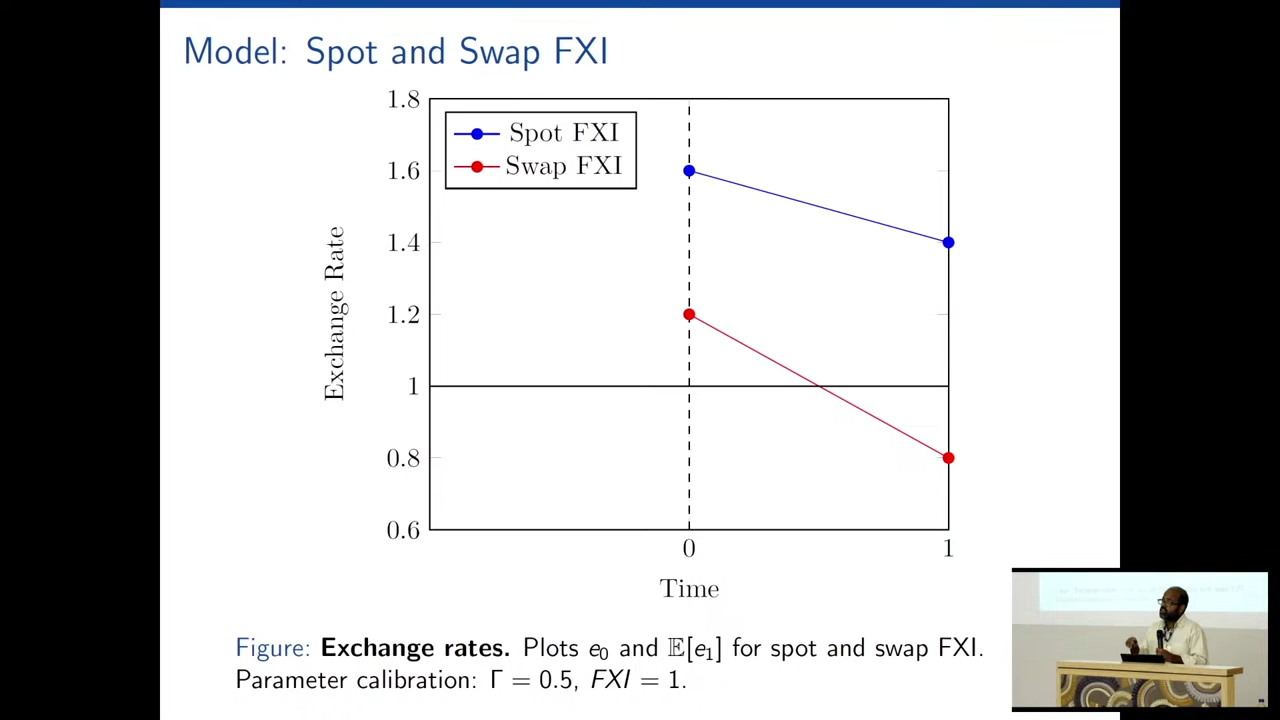 Model: Spot and Swap FXI
1.8
Spot FXI
Swap FXI
1.6
1.4
1.2
1
0.8
0.6
Exchange Rate
0
1
Time
Figure: Exchange rates. Plots e₀ and 𝔼[e₁] for spot and swap FXI.
Parameter calibration: Γ = 0.5, FXI = 1.